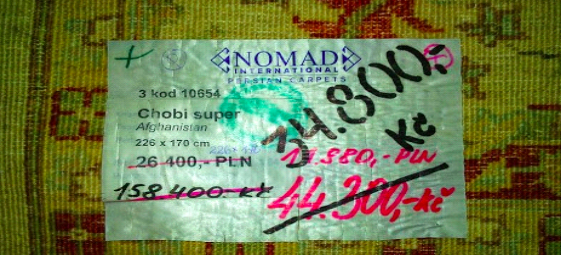 NOMAD
INTERNATIONAL
PERSIAN CARPETS
3 kod 10654
Chobi super
Afghanistan
226 x 170 cm
26 400,- PLN
158 400.- Kč
34.800,-
Kč
11.880,- PLN
44.300,- Kč